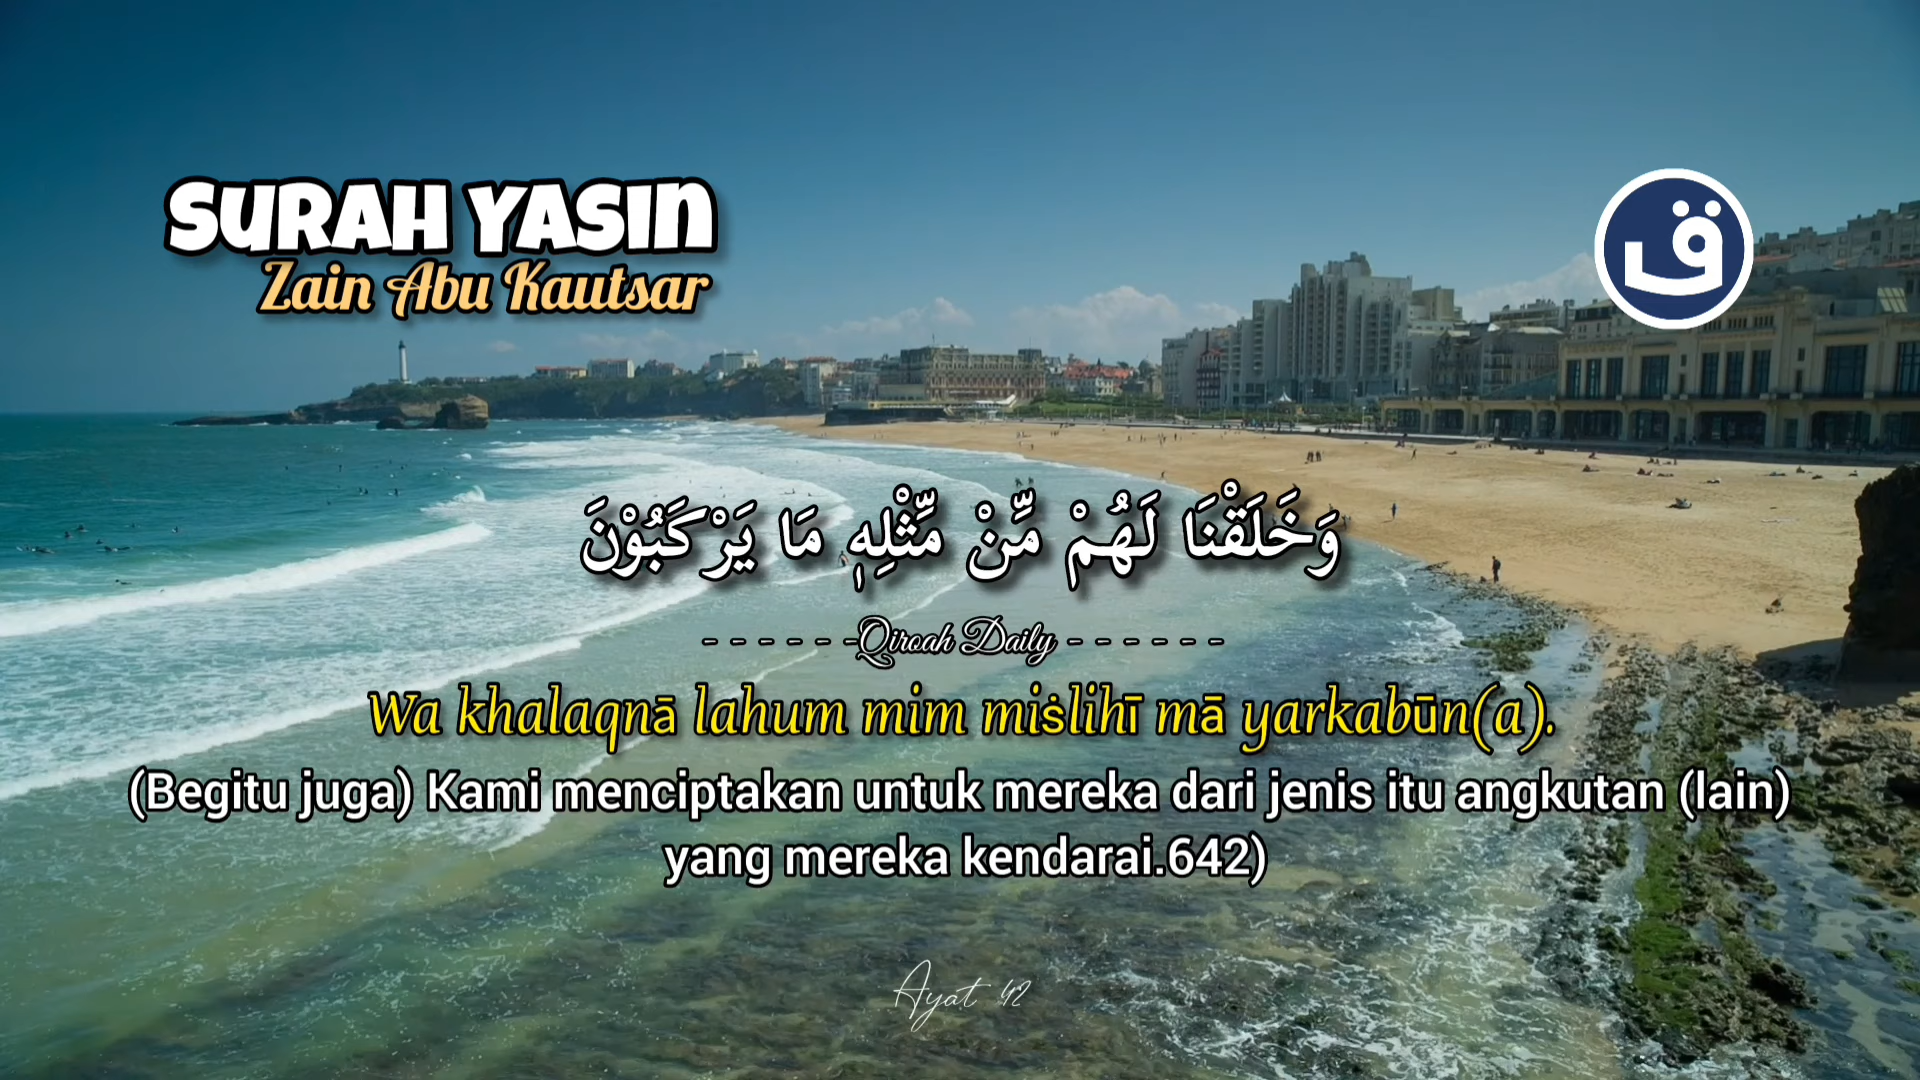 SURAH YASIN
Zain Abu Kautsar
ق
وَخَلَقْنَا لَهُمْ مِّنْ مِّثْلِهٖ مَا يَرْكَبُوْنَ
- - - - - -Qiroah Daily - - - - - -
Wa khalaqnā lahum mim miṡlihī mā yarkabūn(a).
(Begitu juga) Kami menciptakan untuk mereka dari jenis itu angkutan (lain)
yang mereka kendarai.642)
Ayat 42